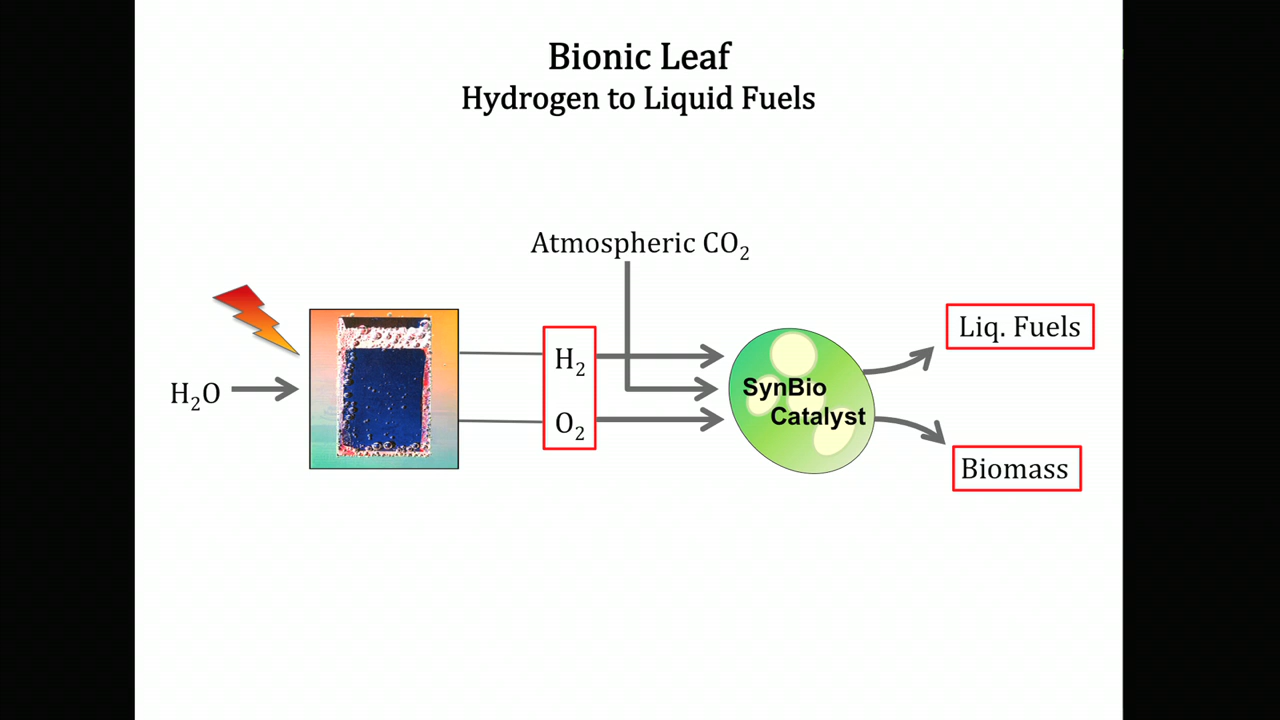 Bionic Leaf
Hydrogen to Liquid Fuels
Atmospheric CO₂
H₂O
H₂
O₂
SynBio
Catalyst
Liq. Fuels
Biomass